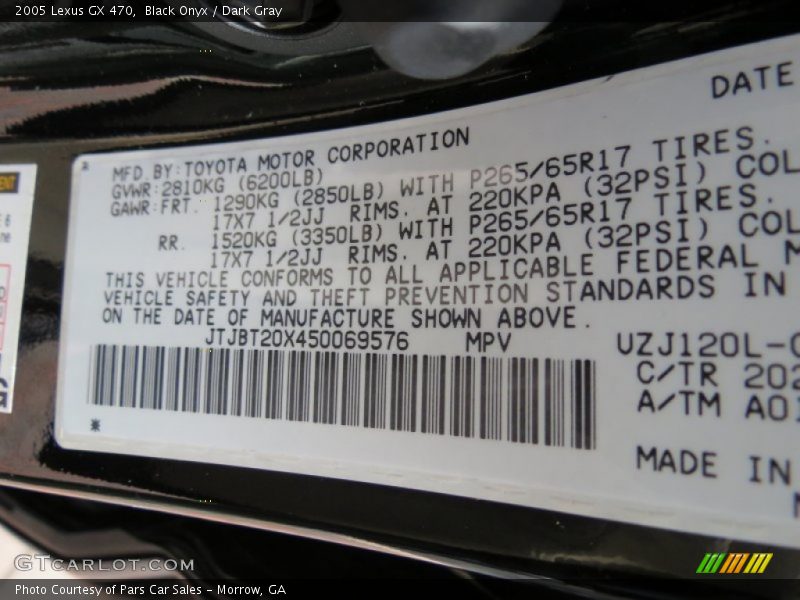 2005 Lexus GX 470, Black Onyx / Dark Gray
DATE
MFD.BY:TOYOTA MOTOR CORPORATION
GVWR:2810KG (6200LB)
GAWR:FRT. 1290KG (2850LB) WITH P265/65R17 TIRES.
17X7 1/2JJ RIMS. AT 220KPA (32PSI) COL
RR. 1520KG (3350LB) WITH P265/65R17 TIRES.
17X7 1/2JJ RIMS. AT 220KPA (32PSI) COL
THIS VEHICLE CONFORMS TO ALL APPLICABLE FEDERAL M
VEHICLE SAFETY AND THEFT PREVENTION STANDARDS IN
ON THE DATE OF MANUFACTURE SHOWN ABOVE.
JTJBT20X450069576 MPV
UZJ120L-
C/TR 202
A/TM A01
MADE IN
GTCARLOT.COM
Photo Courtesy of Pars Car Sales - Morrow, GA